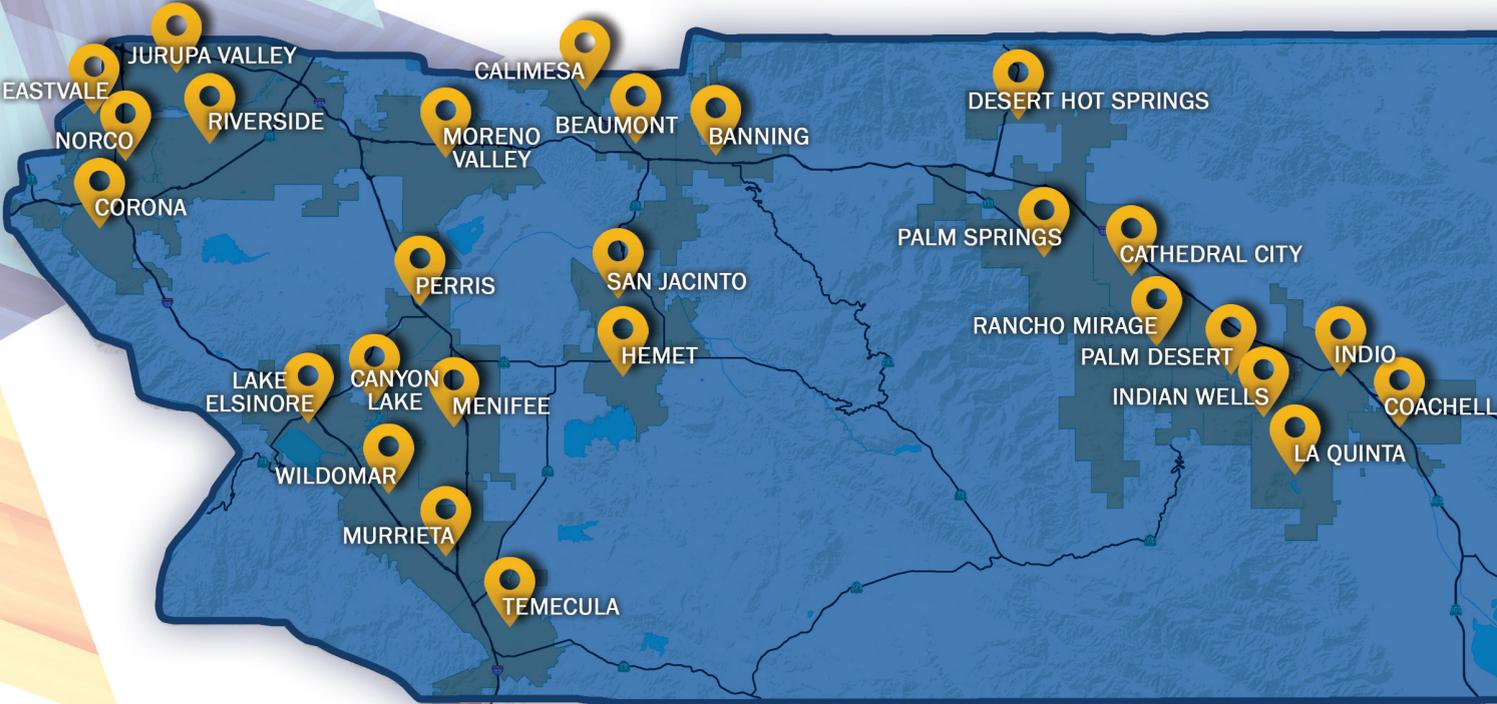 JURUPA VALLEY
EASTVALE
NORCO
RIVERSIDE
CORONA
CALIMESA
MORENO
VALLEY
BEAUMONT
BANNING
DESERT HOT SPRINGS
PALM SPRINGS
CATHEDRAL CITY
PERRIS
SAN JACINTO
HEMET
RANCHO MIRAGE
PALM DESERT
INDIAN WELLS
INDIO
COACHELL
LA QUINTA
LAKE
ELSINORE
CANYON
LAKE
MENIFEE
WILDOMAR
MURRIETA
TEMECULA